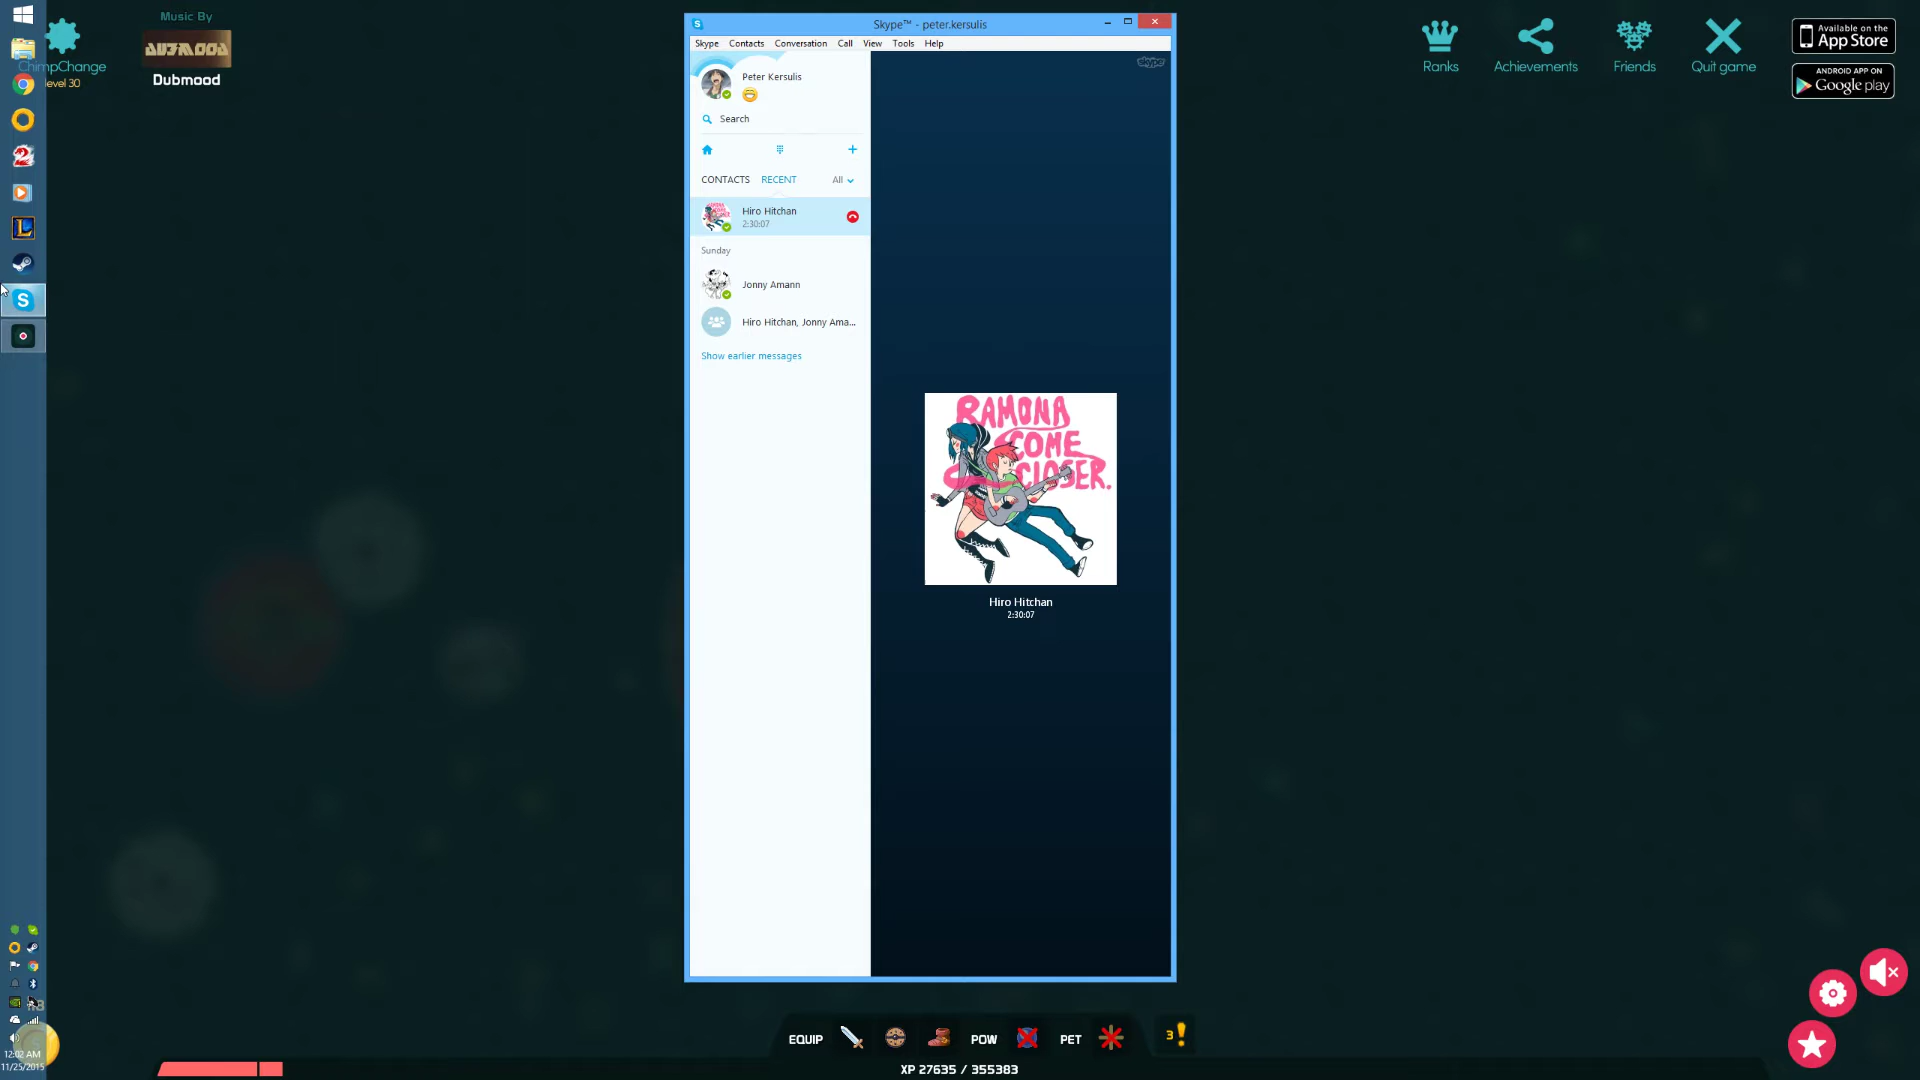 Music By
DUBMOOD
Dubmood
ChimpChange
level 30
Skype™ - peter.kersulis
Skype Contacts Conversation Call View Tools Help
skype
Peter Kersulis
Search
CONTACTS RECENT All
Hiro Hitchan
2:30:07
Sunday
Jonny Amann
Hiro Hitchan, Jonny Ama...
Show earlier messages
RAMONA
COME
CLOSER.
Hiro Hitchan
2:30:07
Ranks
Achievements
Friends
Quit game
Available on the
App Store
ANDROID APP ON
Google play
12:02 AM
11/25/2015
EQUIP
POW
PET
3!
XP 27635 / 355383